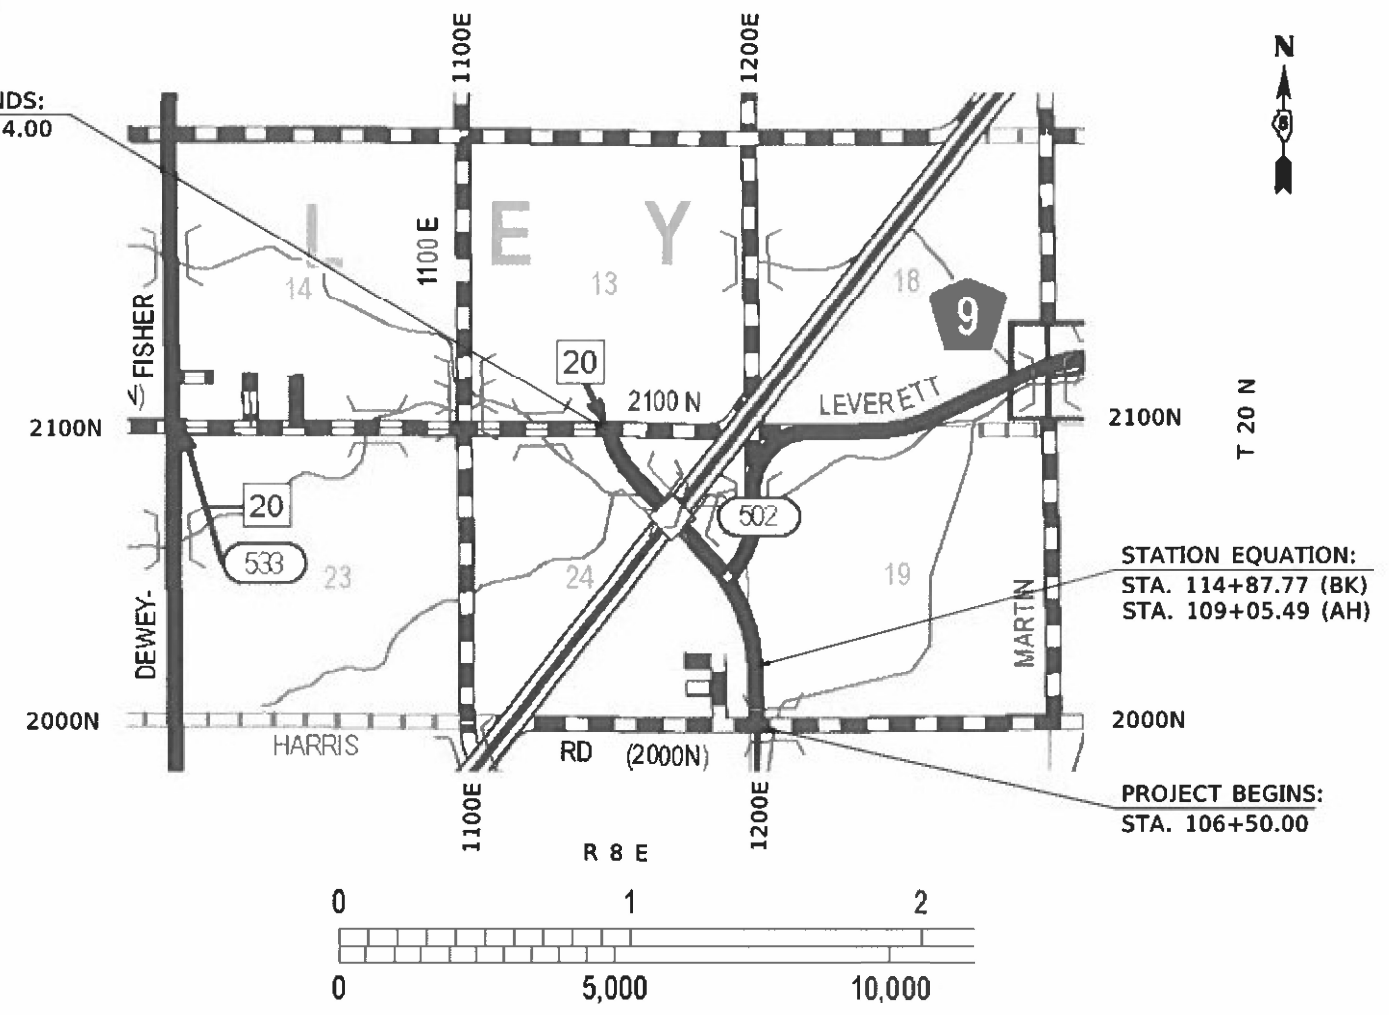 1100E
1200E
N
NDS:
4.00
L E Y
1100 E
14
13
18
9
FISHER
20
2100 N
LEVERETT
2100N
2100N
T 20 N
20
502
533
23
24
19
STATION EQUATION:
STA. 114+87.77 (BK)
STA. 109+05.49 (AH)
DEWEY-
MARTIN
2000N
2000N
HARRIS
RD
(2000N)
PROJECT BEGINS:
STA. 106+50.00
1100E
1200E
R 8 E
0
1
2
0
5,000
10,000